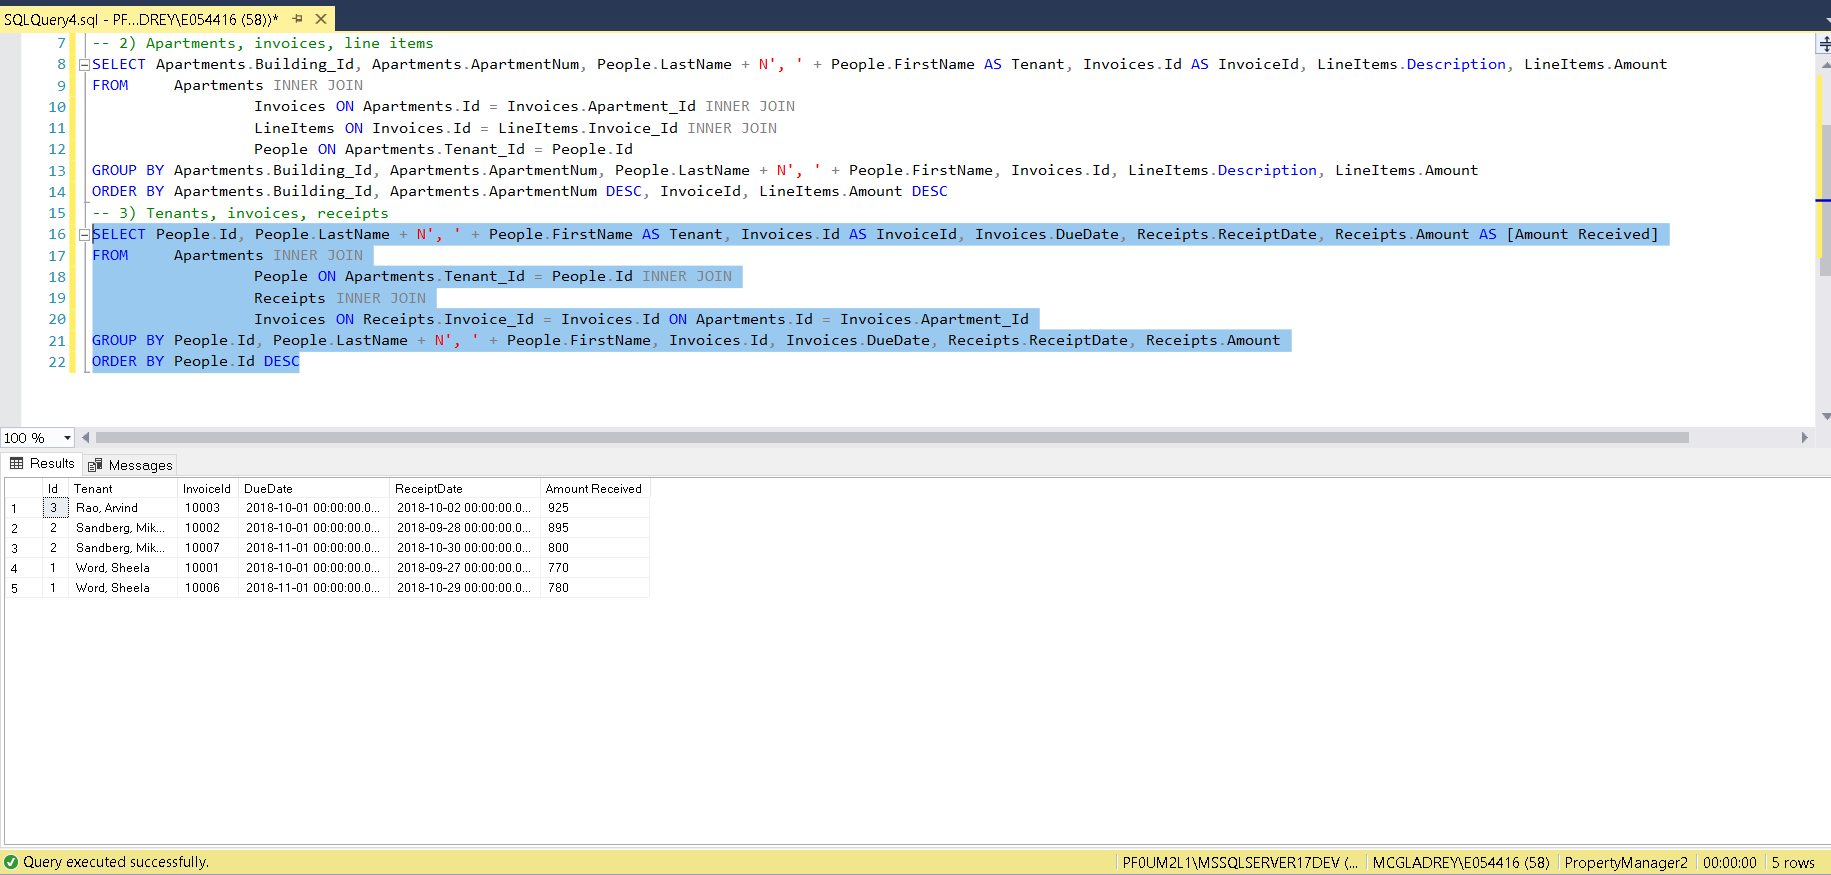 SQLQuery4.sql - PF...DREY\E054416 (58))*
7 -- 2) Apartments, invoices, line items
8 SELECT Apartments.Building_Id, Apartments.ApartmentNum, People.LastName + N', ' + People.FirstName AS Tenant, Invoices.Id AS InvoiceId, LineItems.Description, LineItems.Amount
9 FROM Apartments INNER JOIN
10 Invoices ON Apartments.Id = Invoices.Apartment_Id INNER JOIN
11 LineItems ON Invoices.Id = LineItems.Invoice_Id INNER JOIN
12 People ON Apartments.Tenant_Id = People.Id
13 GROUP BY Apartments.Building_Id, Apartments.ApartmentNum, People.LastName + N', ' + People.FirstName, Invoices.Id, LineItems.Description, LineItems.Amount
14 ORDER BY Apartments.Building_Id, Apartments.ApartmentNum DESC, InvoiceId, LineItems.Amount DESC
15 -- 3) Tenants, invoices, receipts
16 SELECT People.Id, People.LastName + N', ' + People.FirstName AS Tenant, Invoices.Id AS InvoiceId, Invoices.DueDate, Receipts.ReceiptDate, Receipts.Amount AS [Amount Received]
17 FROM Apartments INNER JOIN
18 People ON Apartments.Tenant_Id = People.Id INNER JOIN
19 Receipts INNER JOIN
20 Invoices ON Receipts.Invoice_Id = Invoices.Id ON Apartments.Id = Invoices.Apartment_Id
21 GROUP BY People.Id, People.LastName + N', ' + People.FirstName, Invoices.Id, Invoices.DueDate, Receipts.ReceiptDate, Receipts.Amount
22 ORDER BY People.Id DESC
100 %
Results Messages
Id Tenant InvoiceId DueDate ReceiptDate Amount Received
1 3 Rao, Arvind 10003 2018-10-01 00:00:00.0... 2018-10-02 00:00:00.0... 925
2 2 Sandberg, Mik... 10002 2018-10-01 00:00:00.0... 2018-09-28 00:00:00.0... 895
3 2 Sandberg, Mik... 10007 2018-11-01 00:00:00.0... 2018-10-30 00:00:00.0... 800
4 1 Word, Sheela 10001 2018-10-01 00:00:00.0... 2018-09-27 00:00:00.0... 770
5 1 Word, Sheela 10006 2018-11-01 00:00:00.0... 2018-10-29 00:00:00.0... 780
Query executed successfully. PF0UM2L1\MSSQLSERVER17DEV (... MCGLADREY\E054416 (58) PropertyManager2 00:00:00 5 rows